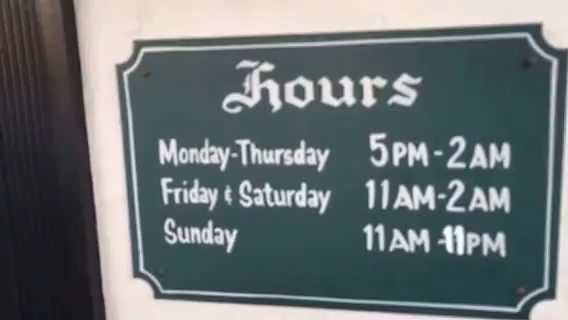 Hours
Monday-Thursday 5PM-2AM
Friday & Saturday 11AM-2AM
Sunday 11AM-11PM